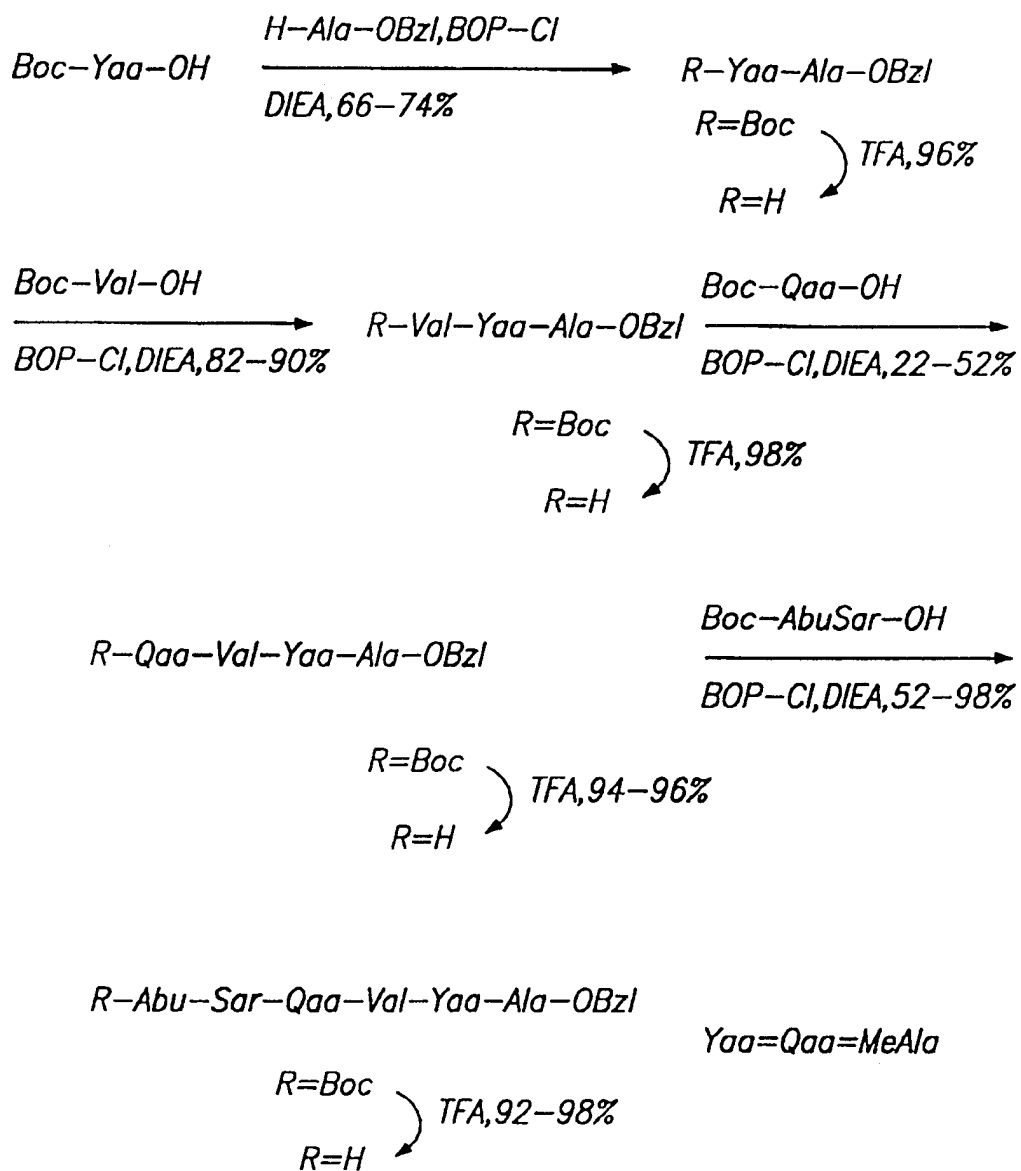 H-Ala-OBzl,BOP-Cl
Boc-Yaa-OH
R-Yaa-Ala-OBzl
DIEA,66-74%
R=Boc
TFA,96%
R=H
Boc-Val-OH
Boc-Qaa-OH
R-Val-Yaa-Ala-OBzl
BOP-Cl,DIEA,82-90%
BOP-Cl,DIEA,22-52%
R=Boc
TFA,98%
R=H
Boc-AbuSar-OH
R-Qaa-Val-Yaa-Ala-OBzl
BOP-Cl,DIEA,52-98%
R=Boc
TFA,94-96%
R=H
R-Abu-Sar-Qaa-Val-Yaa-Ala-OBzl
Yaa=Qaa=MeAla
R=Boc
TFA,92-98%
R=H